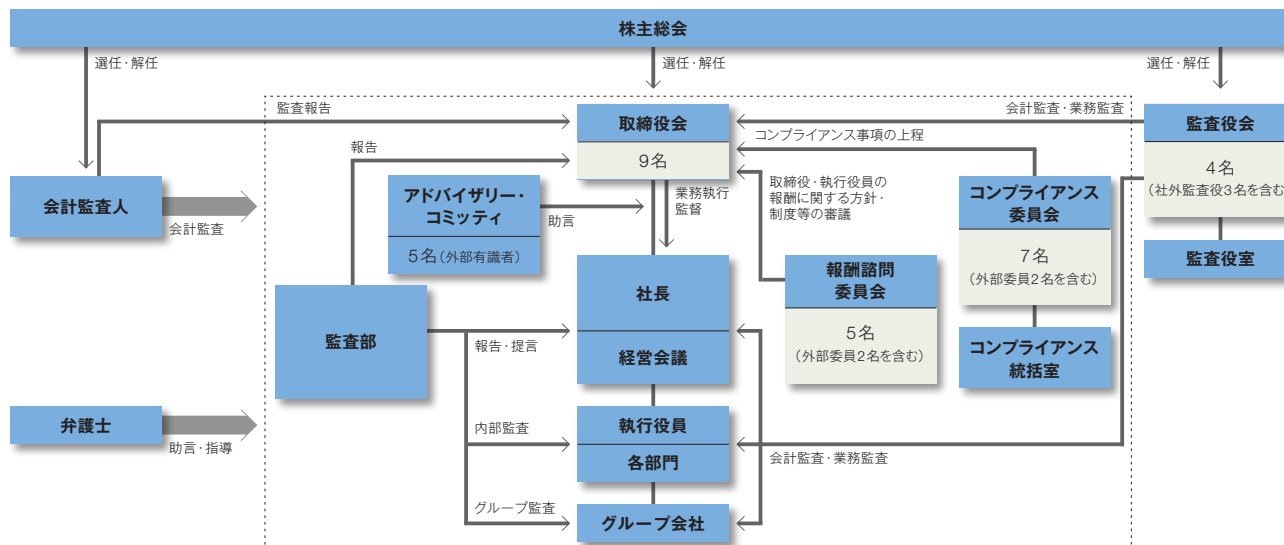 株主総会
選任・解任
選任・解任
選任・解任
監査報告
会計監査・業務監査
取締役会
9名
監査役会
4名
(社外監査役3名を含む)
監査役室
コンプライアンス事項の上程
報告
会計監査人
会計監査
アドバイザリー・
コミッティ
5名(外部有識者)
助言
業務執行
監督
取締役・執行役員の
報酬に関する方針・
制度等の審議
コンプライアンス
委員会
7名
(外部委員2名を含む)
コンプライアンス
統括室
報酬諮問
委員会
5名
(外部委員2名を含む)
社長
経営会議
監査部
報告・提言
弁護士
助言・指導
内部監査
執行役員
各部門
会計監査・業務監査
グループ監査
グループ会社